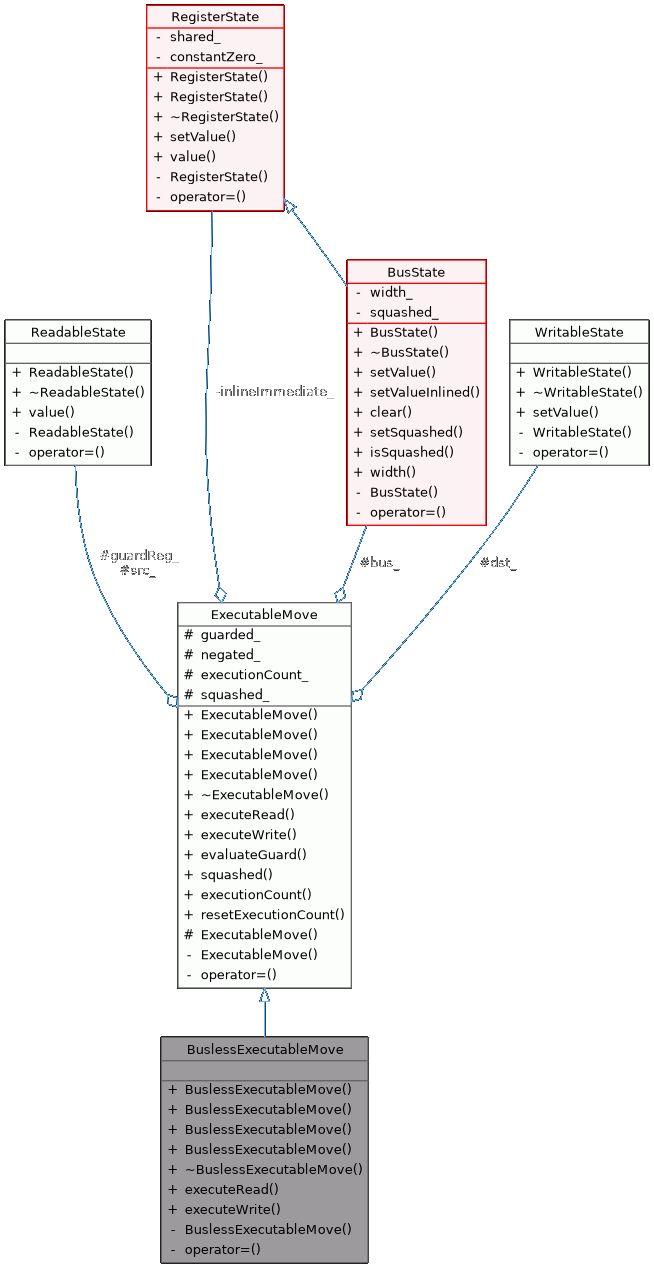 RegisterState
- shared_
- constantZero_
+ RegisterState()
+ RegisterState()
+ ~RegisterState()
+ setValue()
+ value()
- RegisterState()
- operator=()
BusState
- width_
- squashed_
+ BusState()
+ ~BusState()
+ setValue()
+ setValueInlined()
+ clear()
+ setSquashed()
+ isSquashed()
+ width()
- BusState()
- operator=()
ReadableState
+ ReadableState()
+ ~ReadableState()
+ value()
- ReadableState()
- operator=()
WritableState
+ WritableState()
+ ~WritableState()
+ setValue()
- WritableState()
- operator=()
-inlineImmediate_
#guardReg_
#src_
#bus_
#dst_
ExecutableMove
# guarded_
# negated_
# executionCount_
# squashed_
+ ExecutableMove()
+ ExecutableMove()
+ ExecutableMove()
+ ExecutableMove()
+ ~ExecutableMove()
+ executeRead()
+ executeWrite()
+ evaluateGuard()
+ squashed()
+ executionCount()
+ resetExecutionCount()
# ExecutableMove()
- ExecutableMove()
- operator=()
BuslessExecutableMove
+ BuslessExecutableMove()
+ BuslessExecutableMove()
+ BuslessExecutableMove()
+ BuslessExecutableMove()
+ ~BuslessExecutableMove()
+ executeRead()
+ executeWrite()
- BuslessExecutableMove()
- operator=()